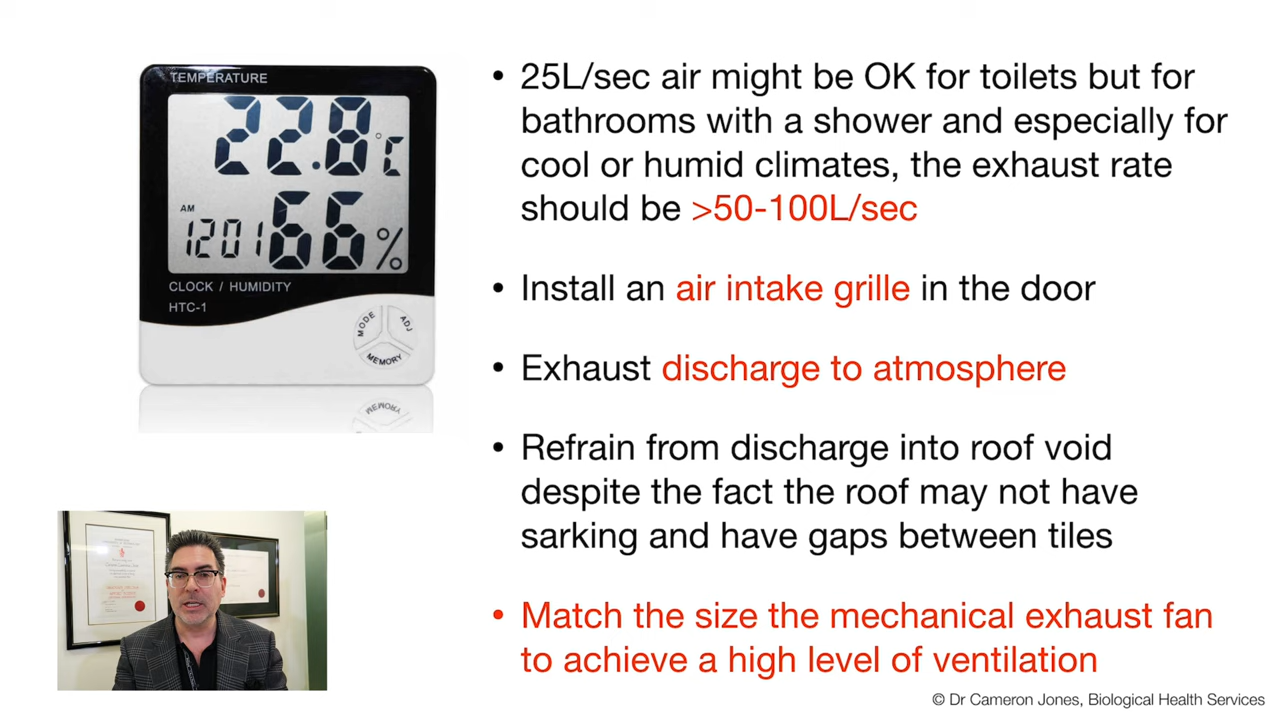 TEMPERATURE
22.8°C
AM
1201
66%
CLOCK / HUMIDITY
HTC-1
MODE
ADJ
MEMORY
• 25L/sec air might be OK for toilets but for
bathrooms with a shower and especially for
cool or humid climates, the exhaust rate
should be >50-100L/sec
• Install an air intake grille in the door
• Exhaust discharge to atmosphere
• Refrain from discharge into roof void
despite the fact the roof may not have
sarking and have gaps between tiles
• Match the size the mechanical exhaust fan
to achieve a high level of ventilation
© Dr Cameron Jones, Biological Health Services